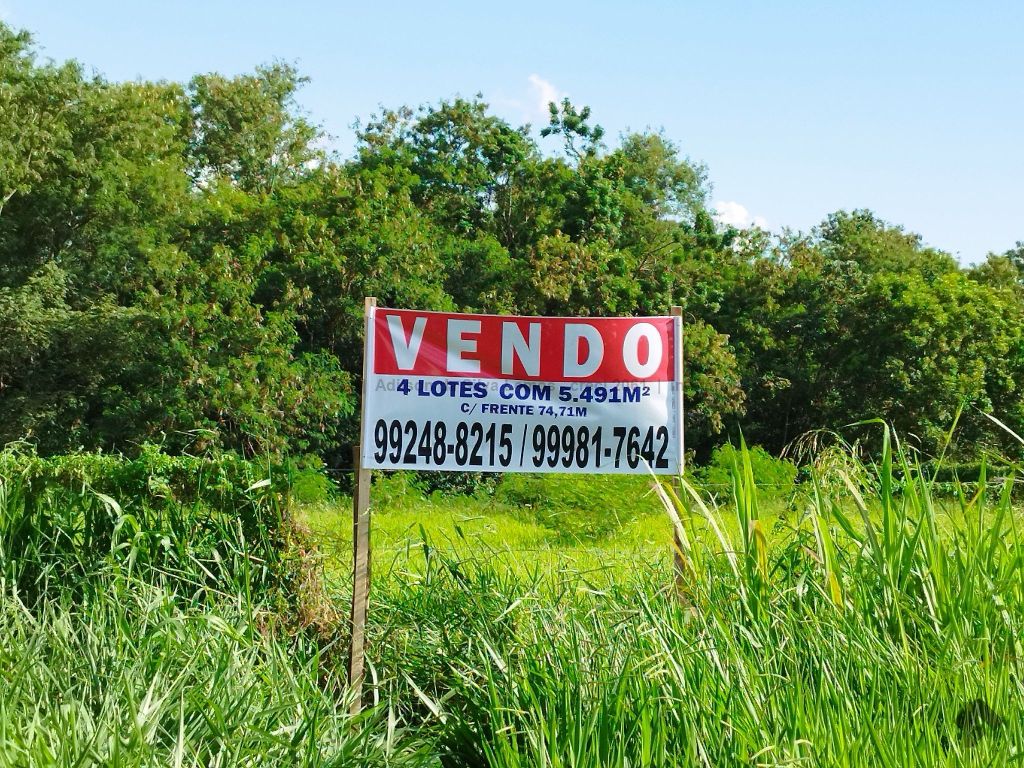 VENDO
4 LOTES COM 5.491M²
C/ FRENTE 74,71M
99248-8215 / 99981-7642